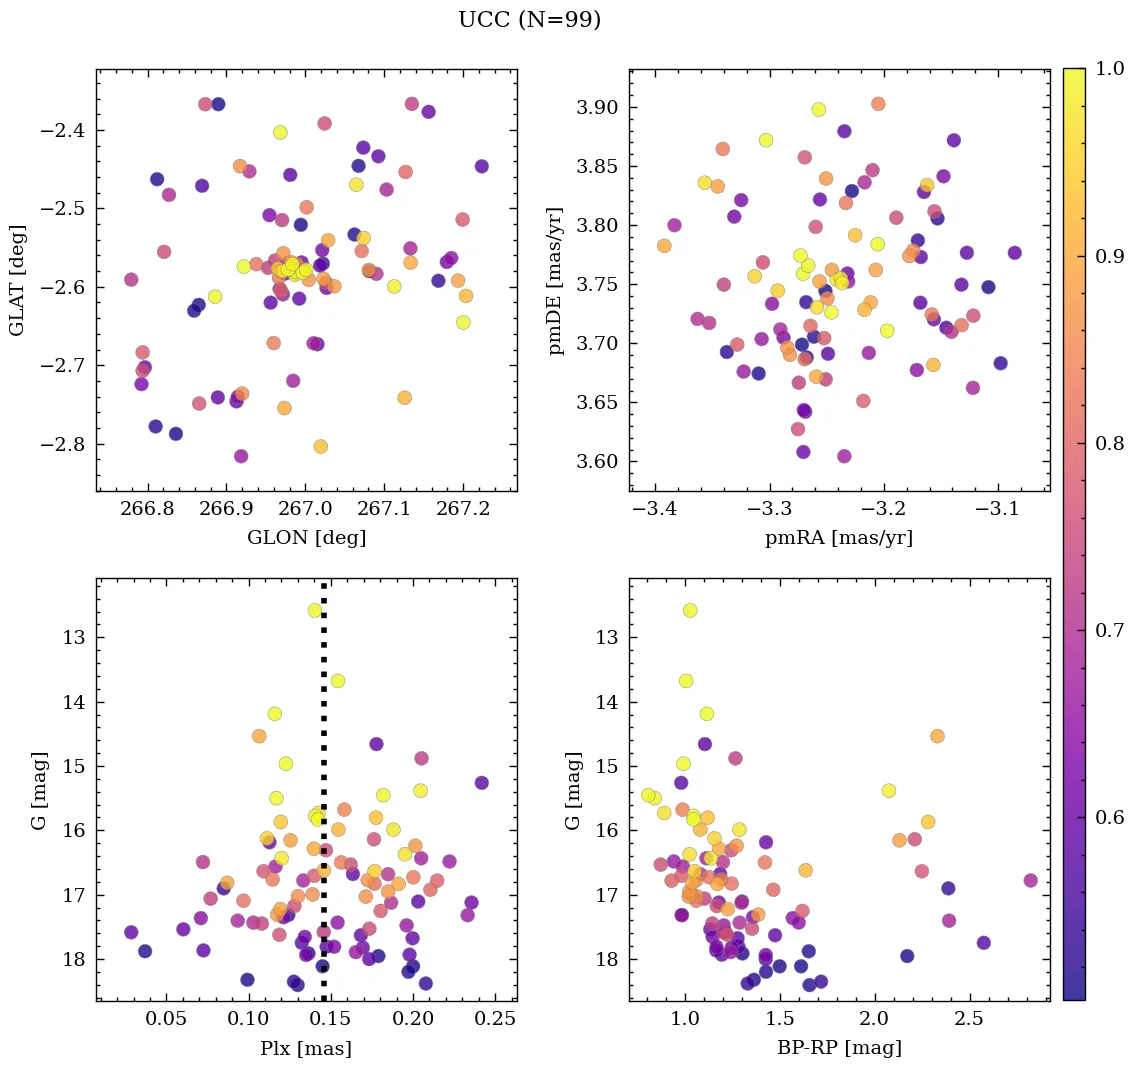 UCC (N=99)
GLAT [deg]
−2.4
−2.5
−2.6
−2.7
−2.8
266.8 266.9 267.0 267.1 267.2
GLON [deg]
pmDE [mas/yr]
3.90
3.85
3.80
3.75
3.70
3.65
3.60
−3.4 −3.3 −3.2 −3.1
pmRA [mas/yr]
1.0
0.9
0.8
0.7
0.6
G [mag]
13
14
15
16
17
18
0.05 0.10 0.15 0.20 0.25
Plx [mas]
G [mag]
13
14
15
16
17
18
1.0 1.5 2.0 2.5
BP-RP [mag]